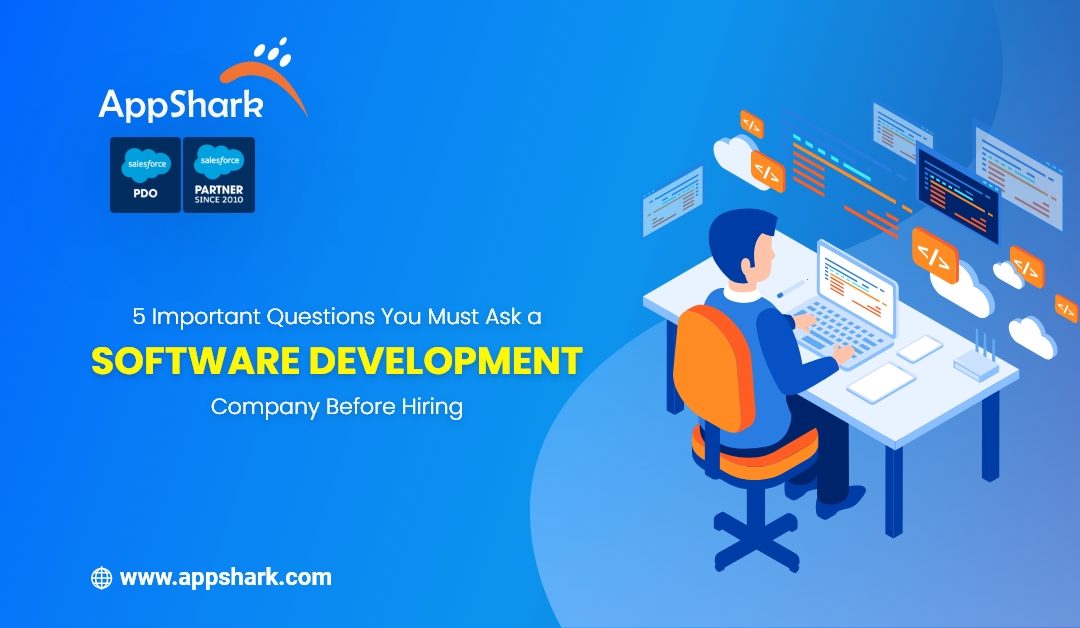 AppShark
salesforce
PDO
salesforce
PARTNER
SINCE 2010
5 Important Questions You Must Ask a
SOFTWARE DEVELOPMENT
Company Before Hiring
www.appshark.com
</>
</>
</>
</>
</>